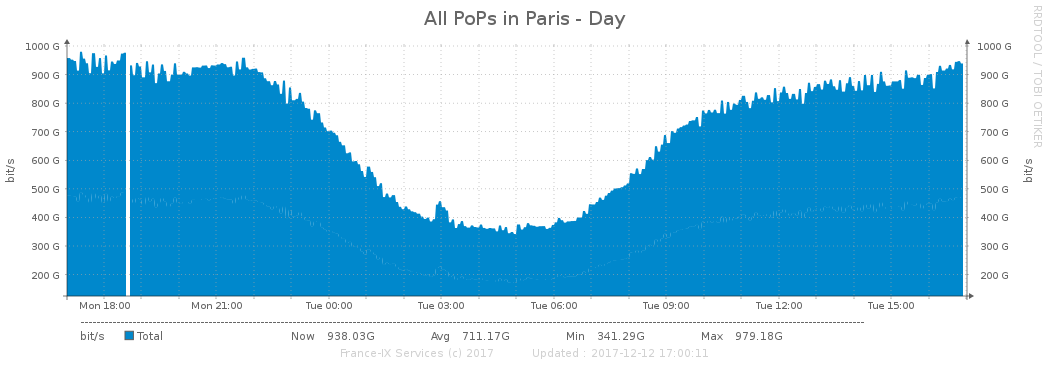 All PoPs in Paris - Day
RRDTOOL / TOBI OETIKER
1000 G 1000 G
900 G 900 G
800 G 800 G
700 G 700 G
600 G 600 G
500 G 500 G
400 G 400 G
300 G 300 G
200 G 200 G
bit/s bit/s
Mon 18:00 Mon 21:00 Tue 00:00 Tue 03:00 Tue 06:00 Tue 09:00 Tue 12:00 Tue 15:00
bit/s Total Now 938.03G Avg 711.17G Min 341.29G Max 979.18G
France-IX Services (c) 2017 Updated : 2017-12-12 17:00:11